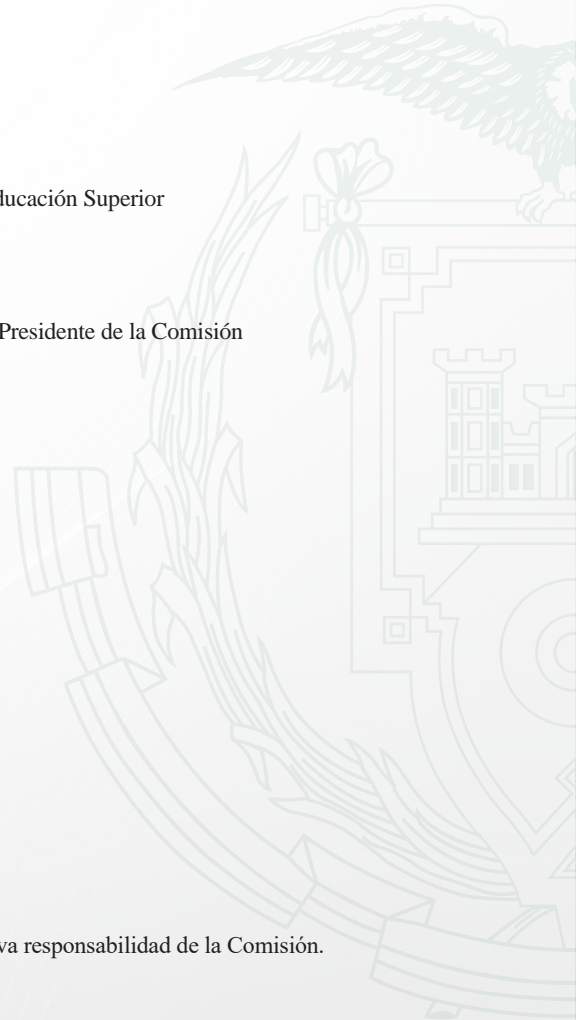 ducación Superior
Presidente de la Comisión
va responsabilidad de la Comisión.